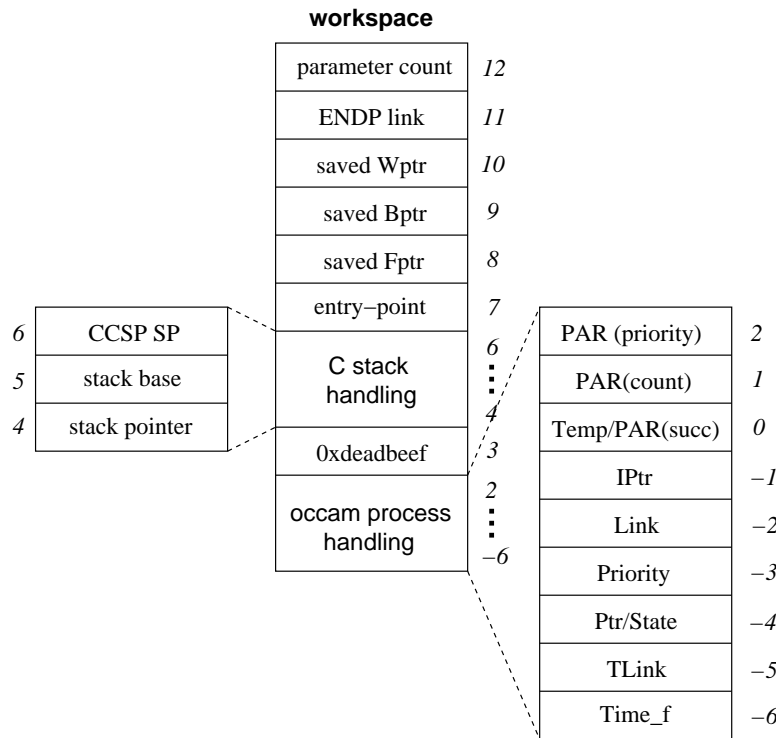 workspace
parameter count 12
ENDP link 11
saved Wptr 10
saved Bptr 9
saved Fptr 8
entry−point 7
6 CCSP SP
5 stack base
4 stack pointer
C stack 6
handling 4
0xdeadbeef 3
occam process 2
handling −6
PAR (priority) 2
PAR(count) 1
Temp/PAR(succ) 0
IPtr −1
Link −2
Priority −3
Ptr/State −4
TLink −5
Time_f −6